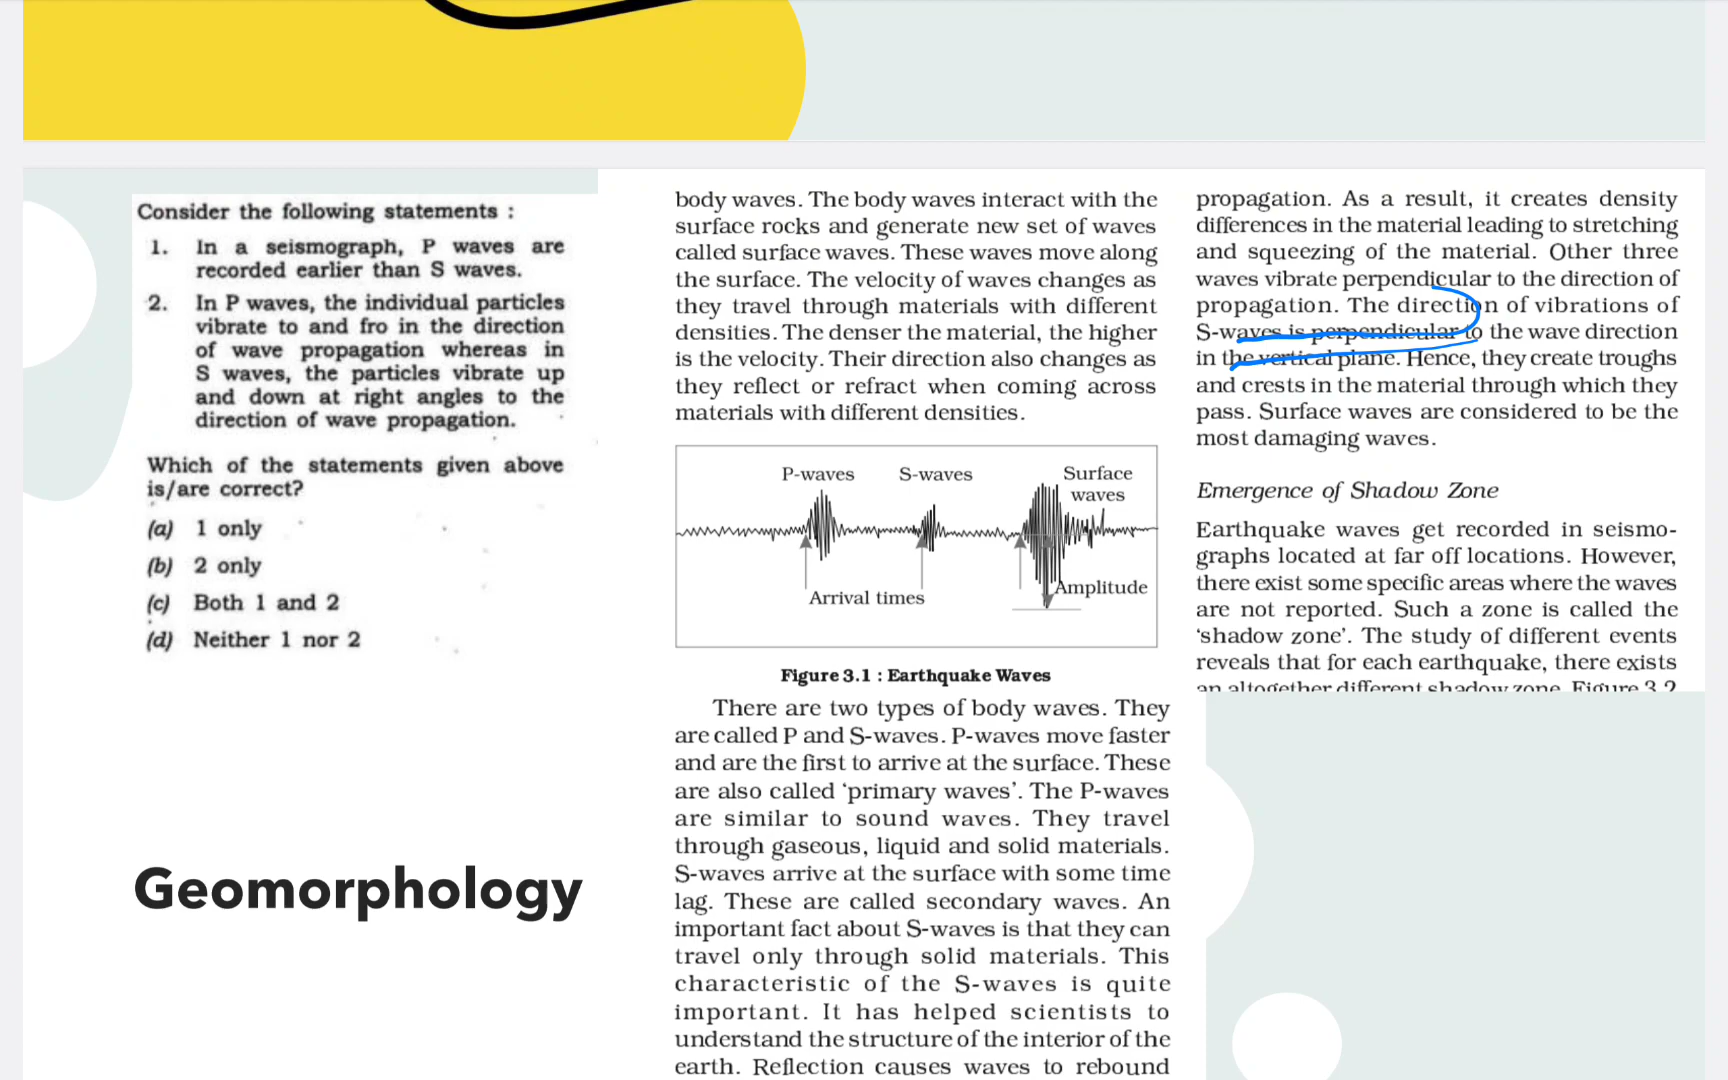 Consider the following statements :
1. In a seismograph, P waves are
recorded earlier than S waves.
2. In P waves, the individual particles
vibrate to and fro in the direction
of wave propagation whereas in
S waves, the particles vibrate up
and down at right angles to the
direction of wave propagation.
Which of the statements given above
is/are correct?
(a) 1 only
(b) 2 only
(c) Both 1 and 2
(d) Neither 1 nor 2
Geomorphology
body waves. The body waves interact with the
surface rocks and generate new set of waves
called surface waves. These waves move along
the surface. The velocity of waves changes as
they travel through materials with different
densities. The denser the material, the higher
is the velocity. Their direction also changes as
they reflect or refract when coming across
materials with different densities.
P-waves S-waves Surface
waves
Amplitude
Arrival times
Figure 3.1 : Earthquake Waves
There are two types of body waves. They
are called P and S-waves. P-waves move faster
and are the first to arrive at the surface. These
are also called ‘primary waves’. The P-waves
are similar to sound waves. They travel
through gaseous, liquid and solid materials.
S-waves arrive at the surface with some time
lag. These are called secondary waves. An
important fact about S-waves is that they can
travel only through solid materials. This
characteristic of the S-waves is quite
important. It has helped scientists to
understand the structure of the interior of the
earth. Reflection causes waves to rebound
propagation. As a result, it creates density
differences in the material leading to stretching
and squeezing of the material. Other three
waves vibrate perpendicular to the direction of
propagation. The direction of vibrations of
S-waves is perpendicular to the wave direction
in the vertical plane. Hence, they create troughs
and crests in the material through which they
pass. Surface waves are considered to be the
most damaging waves.
Emergence of Shadow Zone
Earthquake waves get recorded in seismo-
graphs located at far off locations. However,
there exist some specific areas where the waves
are not reported. Such a zone is called the
‘shadow zone’. The study of different events
reveals that for each earthquake, there exists
an altogether different shadow zone. Figure 3.2